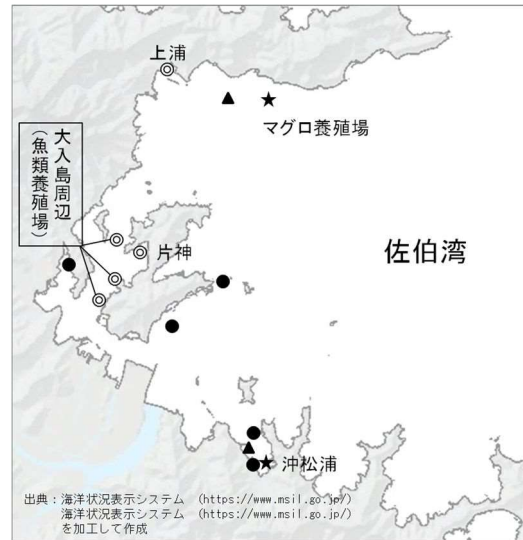 上浦
マグロ養殖場
大入島周辺
（魚類養殖場）
片神
佐伯湾
沖松浦
出典：海洋状況表示システム （https://www.msil.go.jp/）
海洋状況表示システム （https://www.msil.go.jp/）
を加工して作成